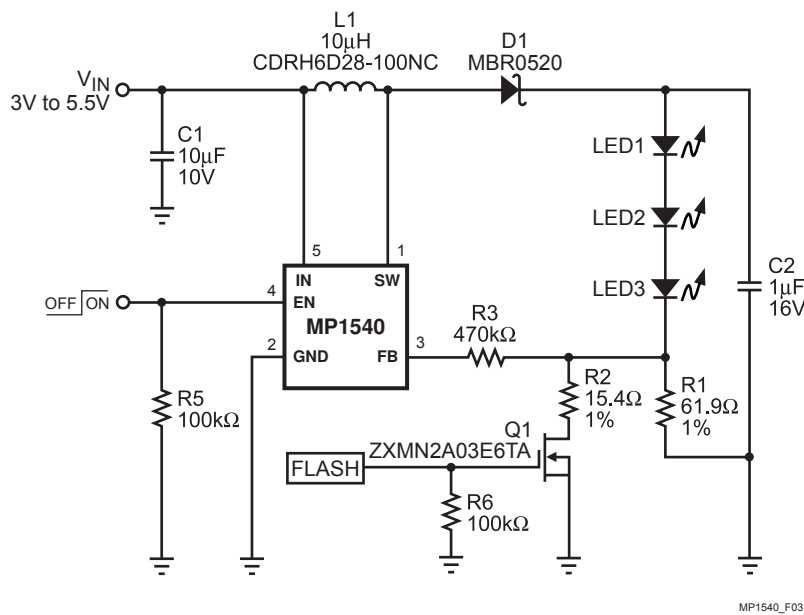 L1
10μH
CDRH6D28-100NC
D1
MBR0520
VIN
3V to 5.5V
C1
10μF
10V
LED1
LED2
LED3
C2
1μF
16V
5
1
IN
SW
4
EN
OFF ON
MP1540
2
GND
FB
3
R3
470kΩ
R2
15.4Ω
1%
R1
61.9Ω
1%
R5
100kΩ
Q1
ZXMN2A03E6TA
FLASH
R6
100kΩ
MP1540_F03